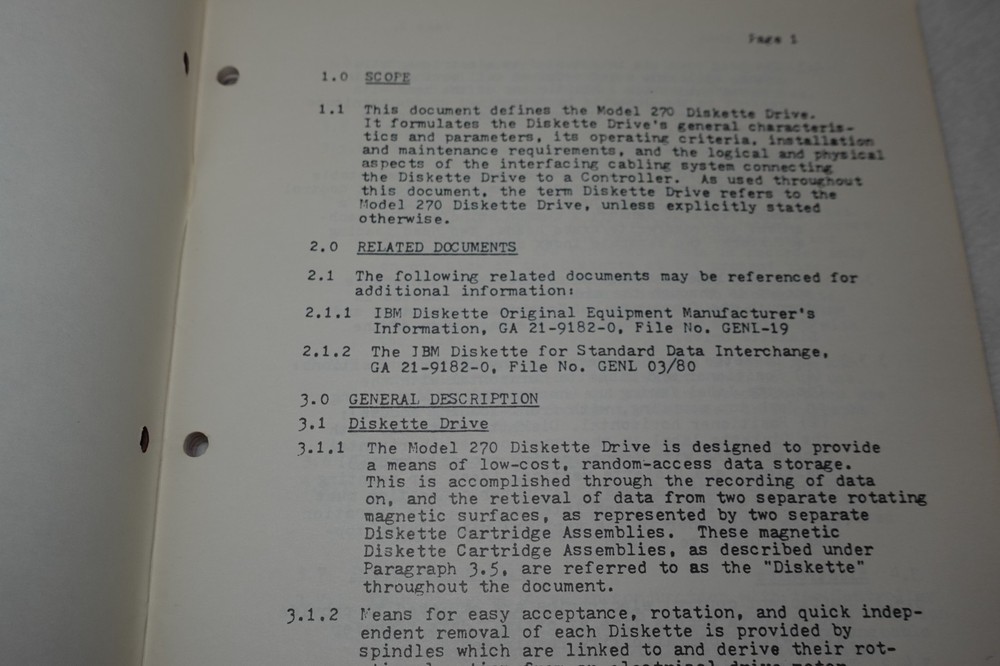 Page 1
1.0 SCOPE
1.1 This document defines the Model 270 Diskette Drive.
It formulates the Diskette Drive's general characteris-
tics and parameters, its operating criteria, installation
and maintenance requirements, and the logical and physical
aspects of the interfacing cabling system connecting
the Diskette Drive to a Controller. As used throughout
this document, the term Diskette Drive refers to the
Model 270 Diskette Drive, unless explicitly stated
otherwise.
2.0 RELATED DOCUMENTS
2.1 The following related documents may be referenced for
additional information:
2.1.1 IBM Diskette Original Equipment Manufacturer's
Information, GA 21-9182-0, File No. GENL-19
2.1.2 The IBM Diskette for Standard Data Interchange,
GA 21-9182-0, File No. GENL 03/80
3.0 GENERAL DESCRIPTION
3.1 Diskette Drive
3.1.1 The Model 270 Diskette Drive is designed to provide
a means of low-cost, random-access data storage.
This is accomplished through the recording of data
on, and the retieval of data from two separate rotating
magnetic surfaces, as represented by two separate
Diskette Cartridge Assemblies. These magnetic
Diskette Cartridge Assemblies, as described under
Paragraph 3.5, are referred to as the "Diskette"
throughout the document.
3.1.2 Means for easy acceptance, rotation, and quick indep-
endent removal of each Diskette is provided by
spindles which are linked to and derive their rot-